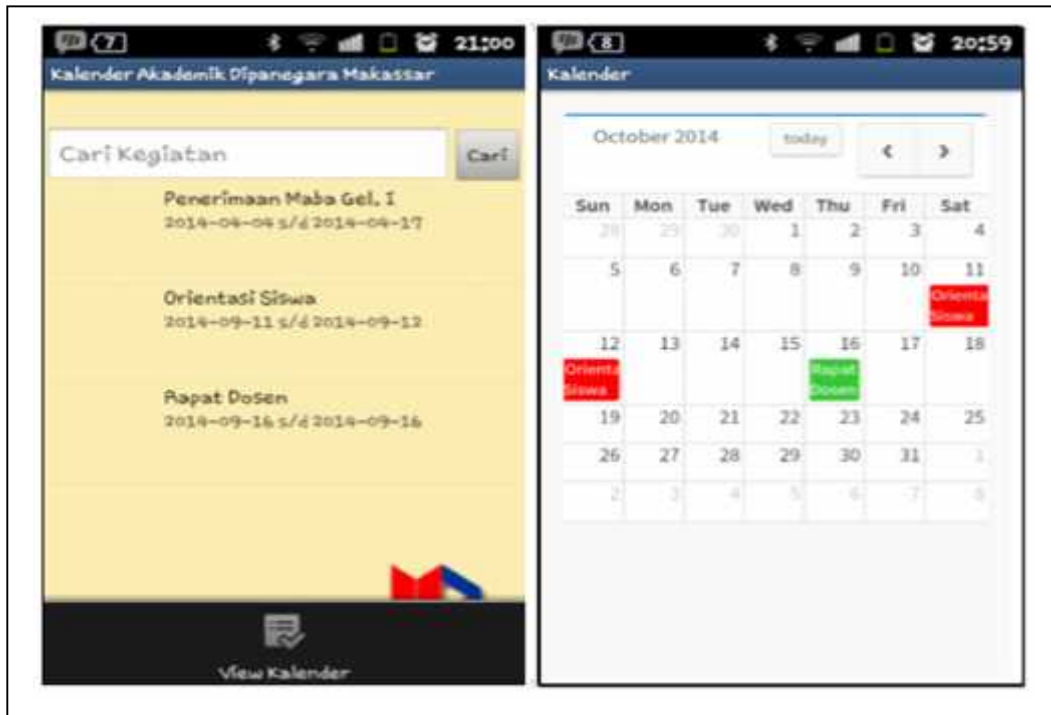 7 21:00
Kalender Akademik Dipanegara Makassar
Cari Kegiatan Cari
Penerimaan Maba Gel. I
2014-04-04 s/d 2014-04-17
Orientasi Siswa
2014-09-11 s/d 2014-09-12
Rapat Dosen
2014-09-16 s/d 2014-09-16
View Kalender
8 20:59
Kalender
October 2014 today
Sun Mon Tue Wed Thu Fri Sat
28 29 30 1 2 3 4
5 6 7 8 9 10 11
Orienta
Siswa
12 13 14 15 16 17 18
Orienta Rapat
Siswa Dosen
19 20 21 22 23 24 25
26 27 28 29 30 31 1
2 3 4 5 6 7 8